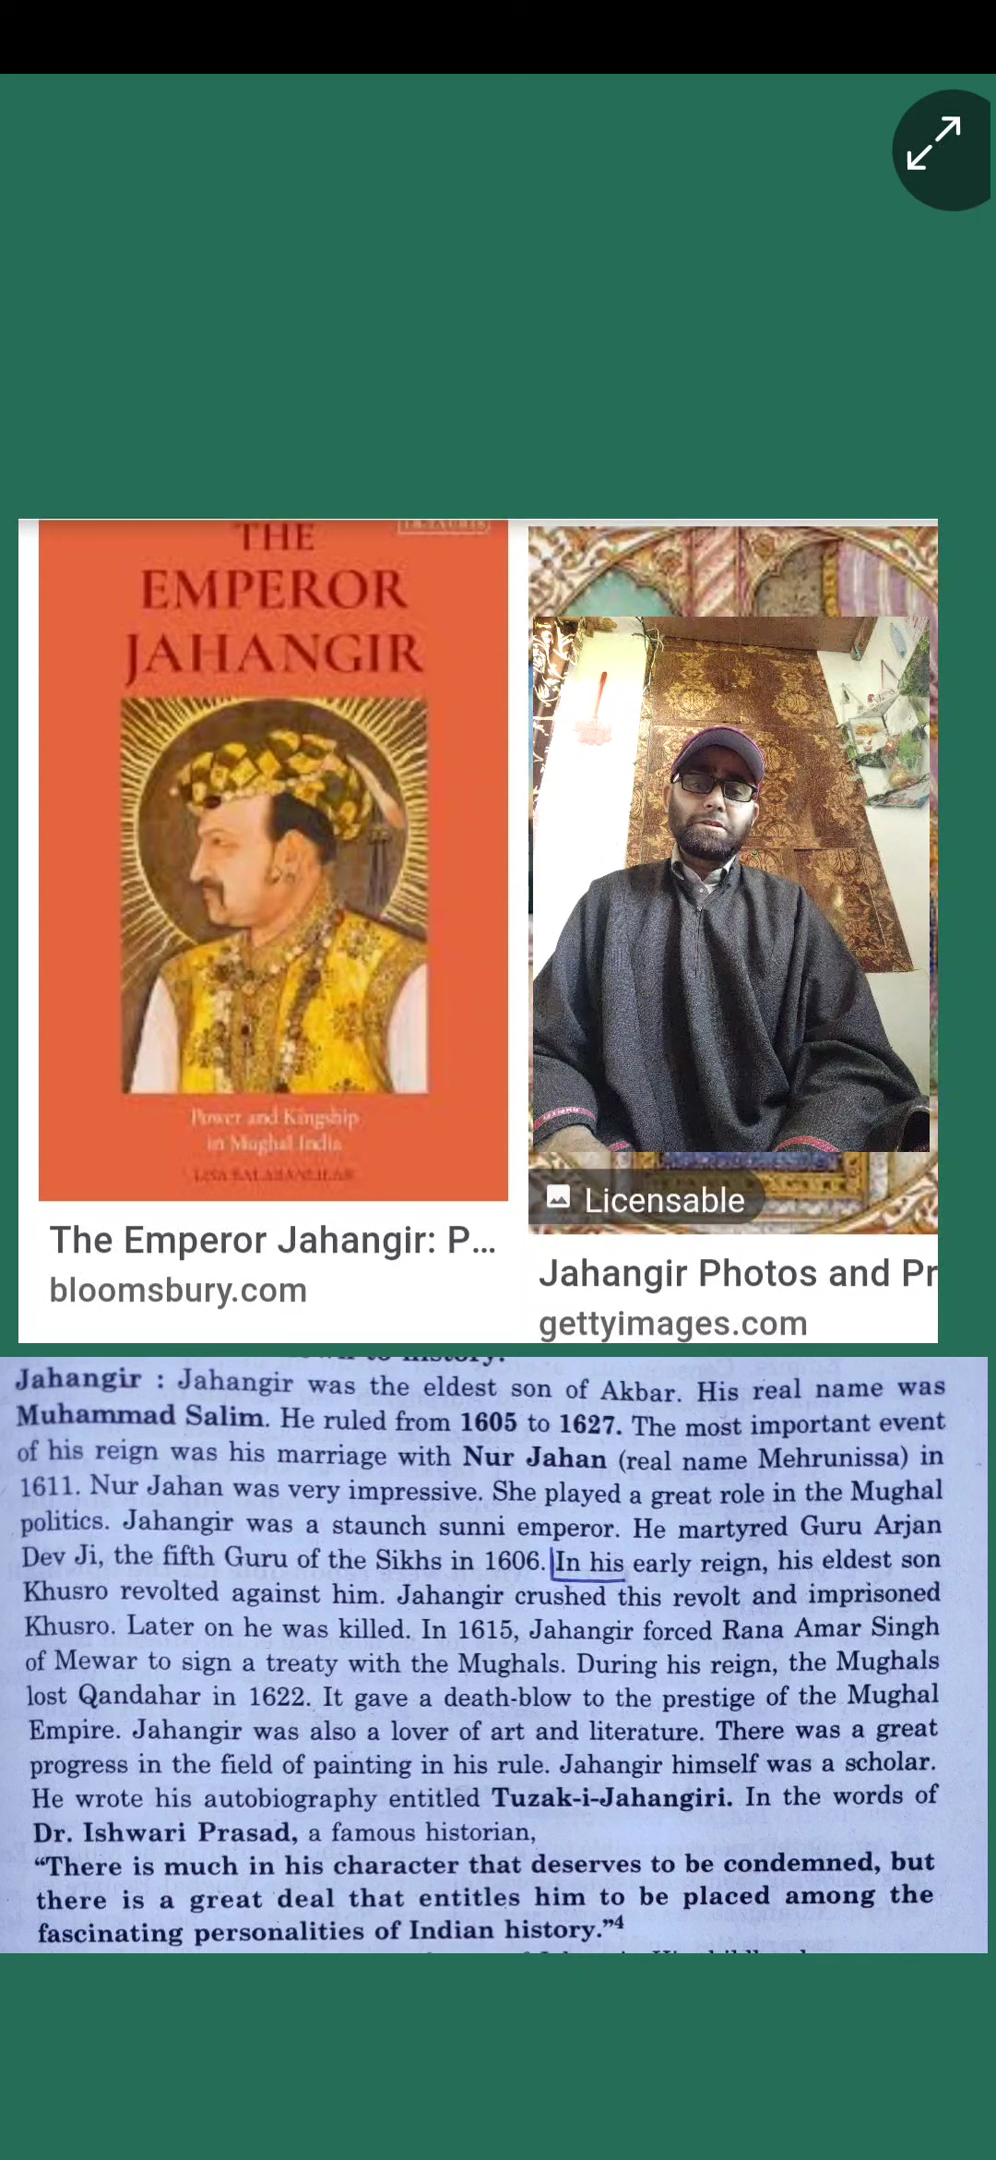 THE
EMPEROR
JAHANGIR
Power and Kingship
in Mughal India
The Emperor Jahangir: P...
bloomsbury.com
Licensable
Jahangir Photos and Pr
gettyimages.com
Jahangir : Jahangir was the eldest son of Akbar. His real name was
Muhammad Salim. He ruled from 1605 to 1627. The most important event
of his reign was his marriage with Nur Jahan (real name Mehrunissa) in
1611. Nur Jahan was very impressive. She played a great role in the Mughal
politics. Jahangir was a staunch sunni emperor. He martyred Guru Arjan
Dev Ji, the fifth Guru of the Sikhs in 1606. In his early reign, his eldest son
Khusro revolted against him. Jahangir crushed this revolt and imprisoned
Khusro. Later on he was killed. In 1615, Jahangir forced Rana Amar Singh
of Mewar to sign a treaty with the Mughals. During his reign, the Mughals
lost Qandahar in 1622. It gave a death-blow to the prestige of the Mughal
Empire. Jahangir was also a lover of art and literature. There was a great
progress in the field of painting in his rule. Jahangir himself was a scholar.
He wrote his autobiography entitled Tuzak-i-Jahangiri. In the words of
Dr. Ishwari Prasad, a famous historian,
“There is much in his character that deserves to be condemned, but
there is a great deal that entitles him to be placed among the
fascinating personalities of Indian history.”4